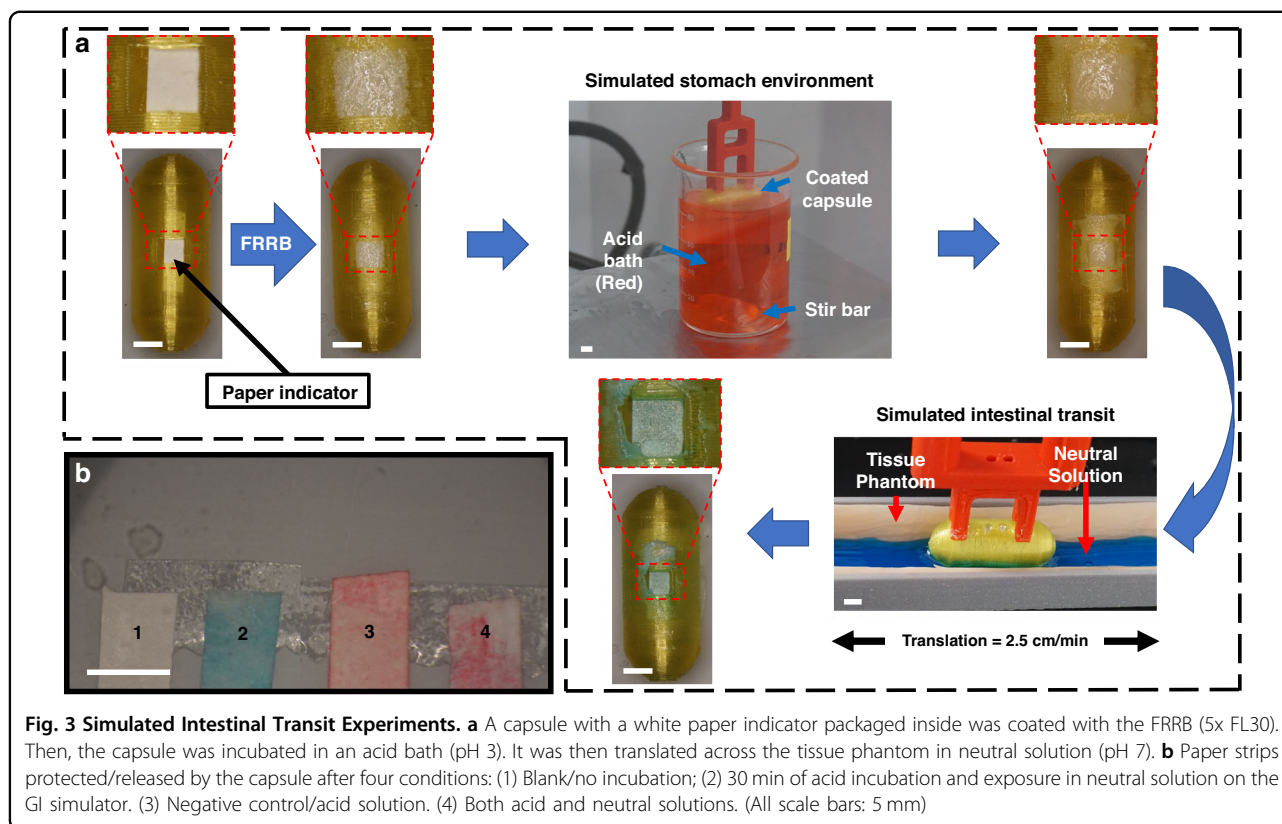 a
FRRB
Paper indicator
Simulated stomach environment
Coated
capsule
Acid
bath
(Red)
Stir bar
Simulated intestinal transit
Tissue
Phantom
Neutral
Solution
Translation = 2.5 cm/min
b
1
2
3
4
Fig. 3 Simulated Intestinal Transit Experiments. a A capsule with a white paper indicator packaged inside was coated with the FRRB (5x FL30).
Then, the capsule was incubated in an acid bath (pH 3). It was then translated across the tissue phantom in neutral solution (pH 7). b Paper strips
protected/released by the capsule after four conditions: (1) Blank/no incubation; (2) 30 min of acid incubation and exposure in neutral solution on the
GI simulator. (3) Negative control/acid solution. (4) Both acid and neutral solutions. (All scale bars: 5 mm)